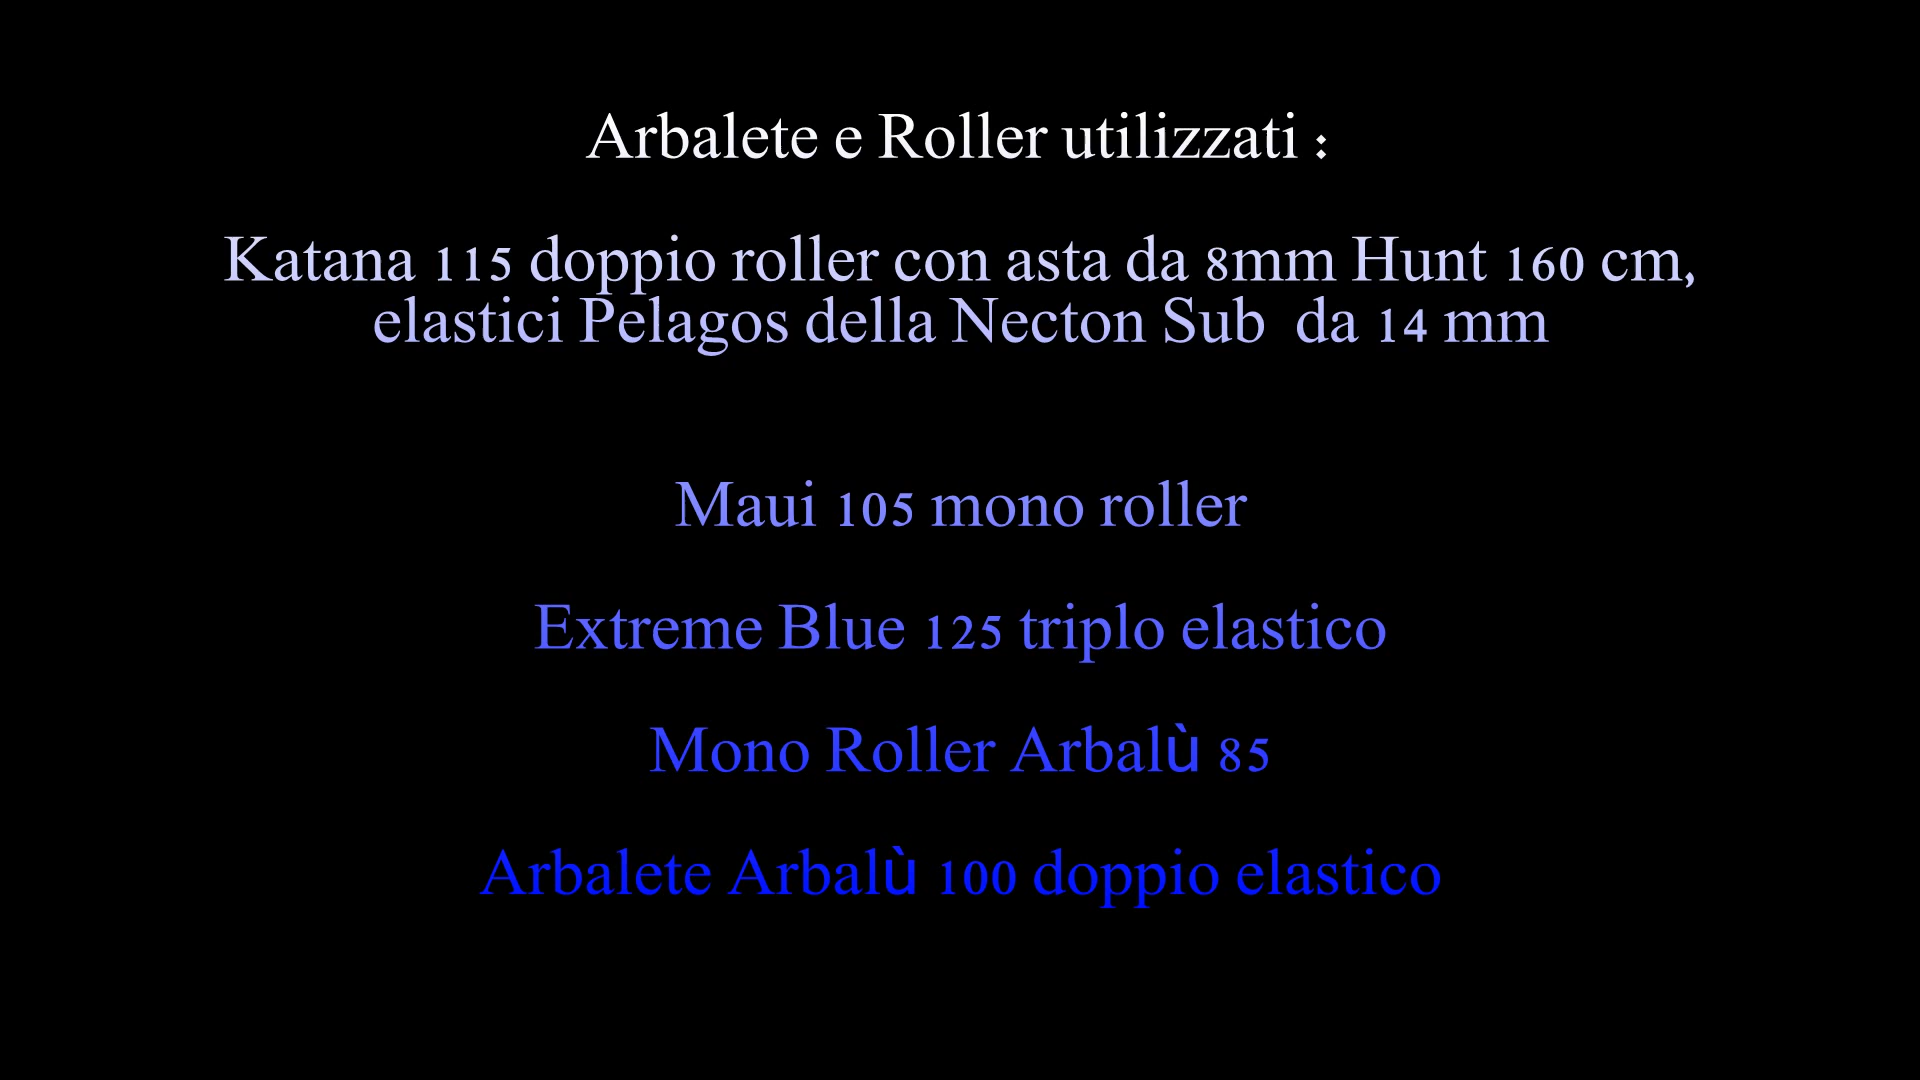 Arbalete e Roller utilizzati :
Katana 115 doppio roller con asta da 8mm Hunt 160 cm,
elastici Pelagos della Necton Sub  da 14 mm
Maui 105 mono roller
Extreme Blue 125 triplo elastico
Mono Roller Arbalù 85
Arbalete Arbalù 100 doppio elastico